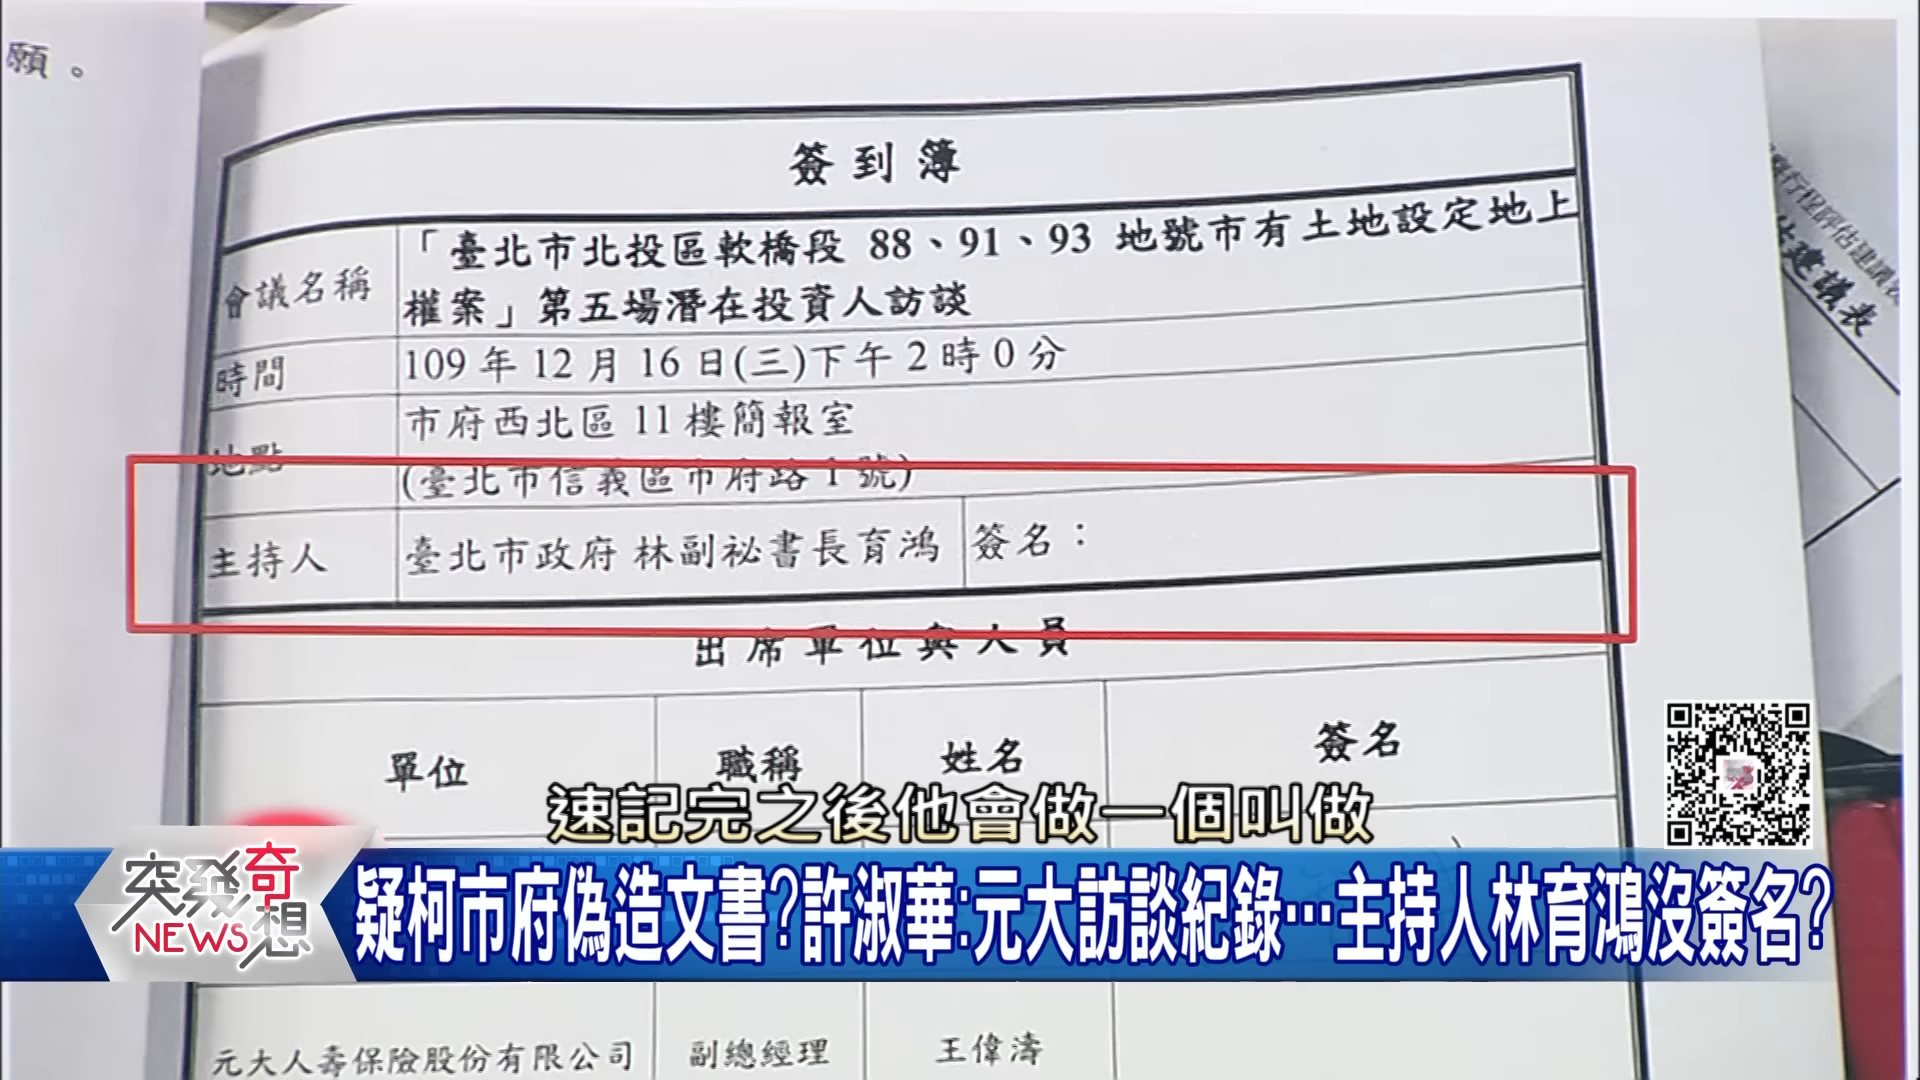 願。
簽到簿
會議名稱
「臺北市北投區軟橋段 88、91、93 地號市有土地設定地上
權案」第五場潛在投資人訪談
時間
109 年 12 月 16 日(三)下午 2 時 0 分
地點
市府西北區 11 樓簡報室
(臺北市信義區市府路 1 號)
主持人
臺北市政府 林副祕書長育鴻
簽名：
出席單位與人員
單位
職稱
姓名
簽名
建議表
速記完之後他會做一個叫做
突發奇想
NEWS
疑柯市府偽造文書?許淑華:元大訪談紀錄…主持人林育鴻沒簽名?
元大人壽保險股份有限公司
副總經理
王偉濤